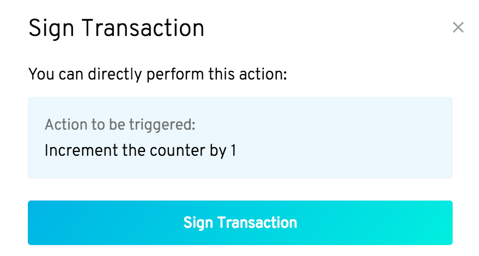 Sign Transaction
You can directly perform this action:
Action to be triggered:
Increment the counter by 1
Sign Transaction